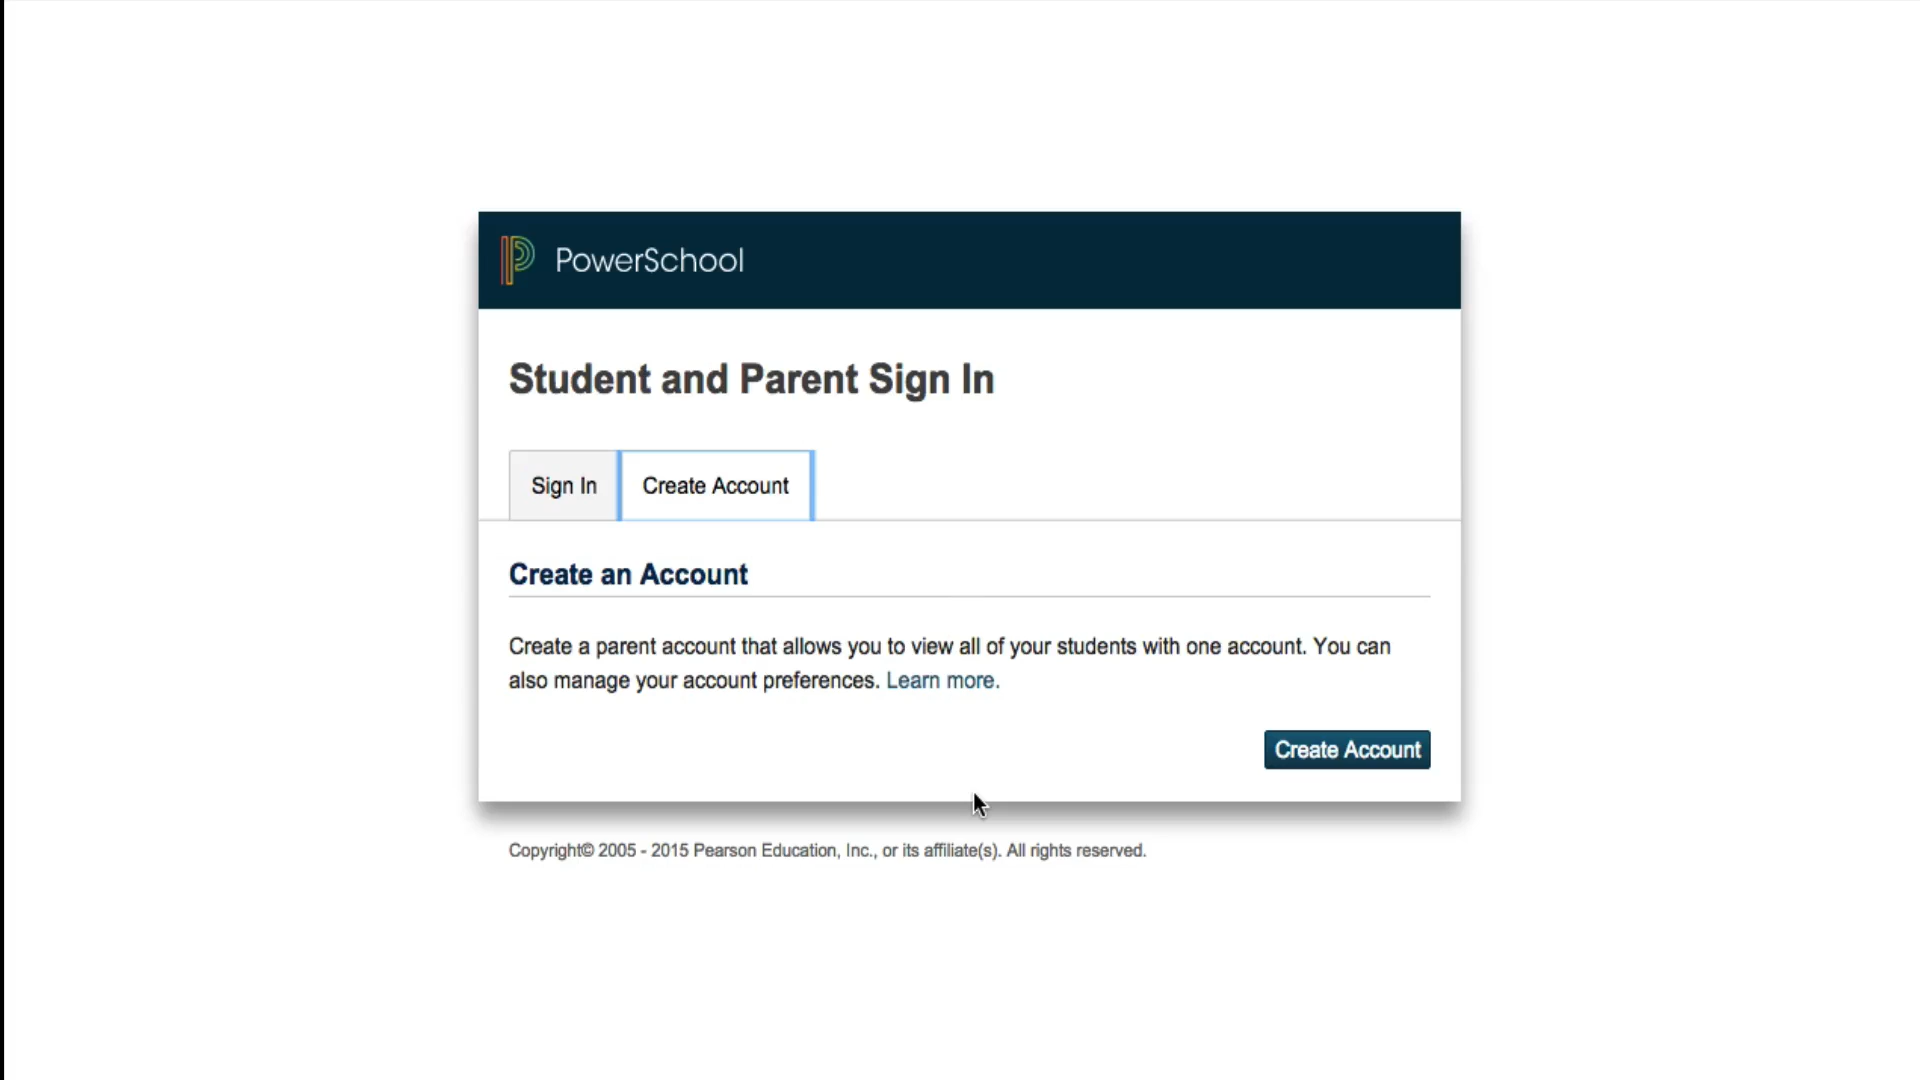 PowerSchool
Student and Parent Sign In
Sign In
Create Account
Create an Account
Create a parent account that allows you to view all of your students with one account. You can
also manage your account preferences. Learn more.
Create Account
Copyright© 2005 - 2015 Pearson Education, Inc., or its affiliate(s). All rights reserved.